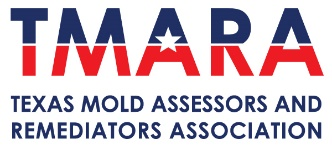 TMARA
TEXAS MOLD ASSESSORS AND
REMEDIATORS ASSOCIATION